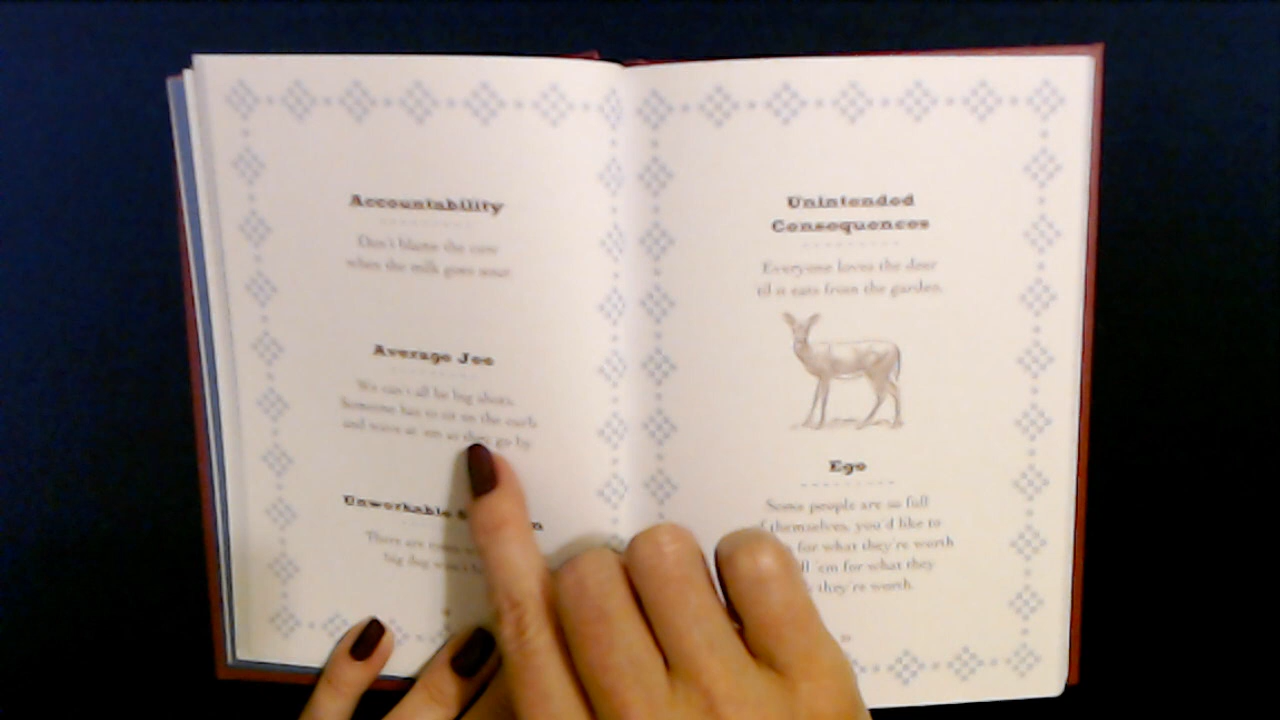 Accountability
Don't blame the cow
when the milk goes sour.
Average Joe
We can't all be big shots.
Someone has to sit on the curb
and wave at 'em as they go by
Unworkable
There are some
big dog won't
Unintended
Consequences
Everyone loves the deer
'til it eats from the garden.
Ego
Some people are so full
of themselves, you'd like to
for what they're worth
'em for what they
they're worth.